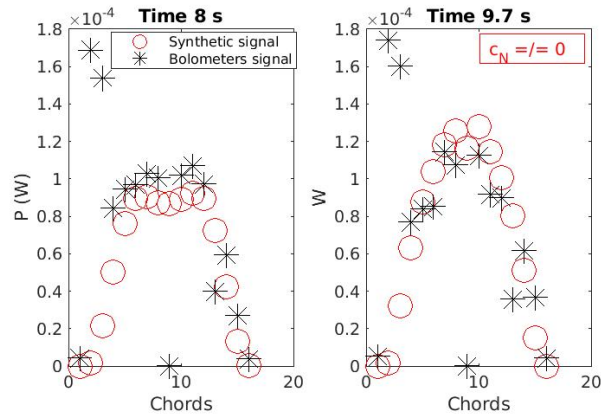 ×10⁻⁴ Time 8 s
Synthetic signal
Bolometers signal
P (W)
1.8
1.6
1.4
1.2
1
0.8
0.6
0.4
0.2
0
0 10 20
Chords
×10⁻⁴ Time 9.7 s
c_N =/= 0
W
1.8
1.6
1.4
1.2
1
0.8
0.6
0.4
0.2
0
0 10 20
Chords